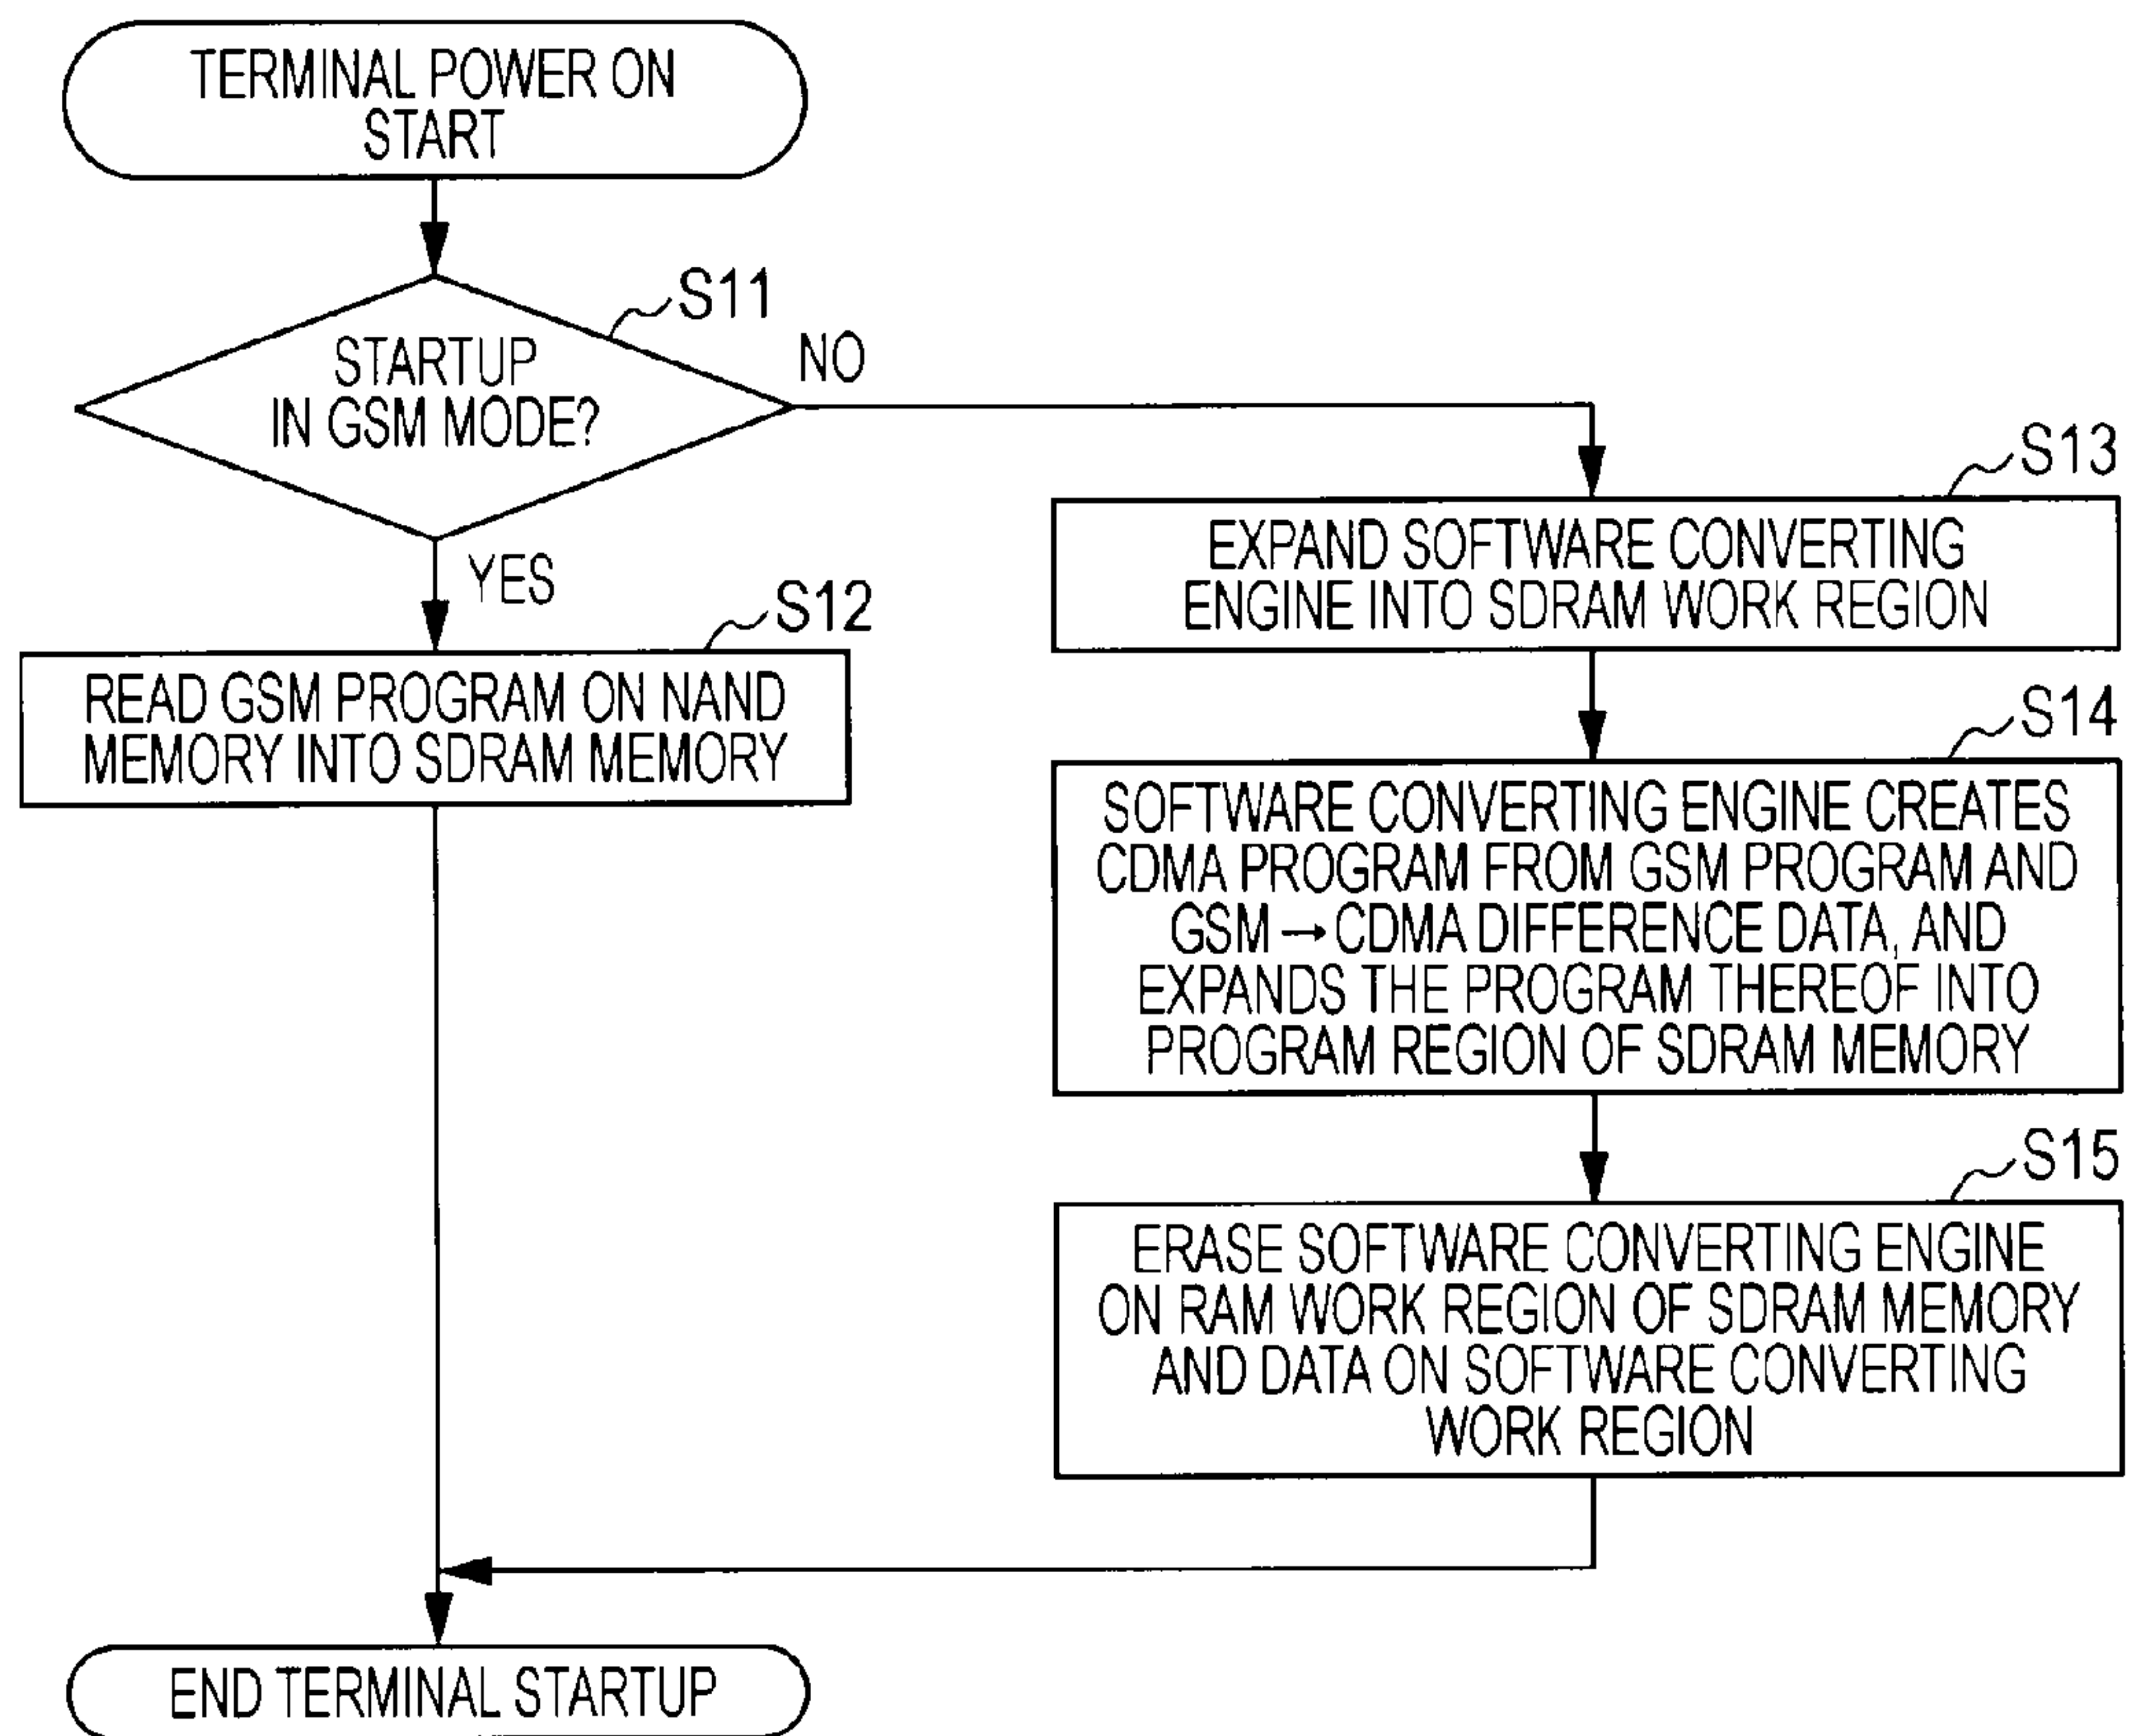 TERMINAL POWER ON
START
S11
STARTUP
IN GSM MODE?
NO
YES
S12
READ GSM PROGRAM ON NAND
MEMORY INTO SDRAM MEMORY
S13
EXPAND SOFTWARE CONVERTING
ENGINE INTO SDRAM WORK REGION
S14
SOFTWARE CONVERTING ENGINE CREATES
CDMA PROGRAM FROM GSM PROGRAM AND
GSM → CDMA DIFFERENCE DATA, AND
EXPANDS THE PROGRAM THEREOF INTO
PROGRAM REGION OF SDRAM MEMORY
S15
ERASE SOFTWARE CONVERTING ENGINE
ON RAM WORK REGION OF SDRAM MEMORY
AND DATA ON SOFTWARE CONVERTING
WORK REGION
END TERMINAL STARTUP